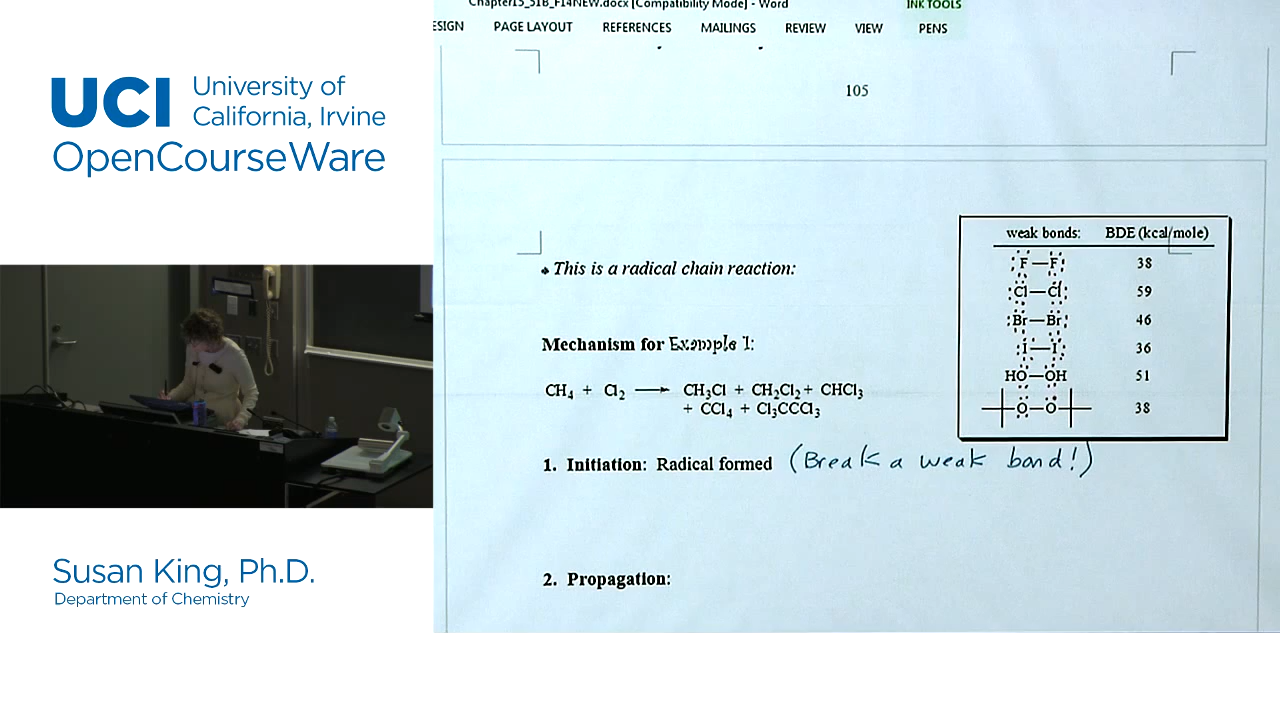 UCI University of
California, Irvine
OpenCourseWare
Susan King, Ph.D.
Department of Chemistry
Chapter15_51B_F14NEW.docx [Compatibility Mode] - Word
INK TOOLS
ESIGN PAGE LAYOUT REFERENCES MAILINGS REVIEW VIEW PENS
105
weak bonds: BDE (kcal/mole)
F—F 38
Cl—Cl 59
Br—Br 46
I—I 36
HO—OH 51
O—O 38
This is a radical chain reaction:
Mechanism for Example 1:
CH4 + Cl2 ⟶ CH3Cl + CH2Cl2 + CHCl3
+ CCl4 + Cl3CCCl3
1. Initiation: Radical formed (Break a weak bond!)
2. Propagation: